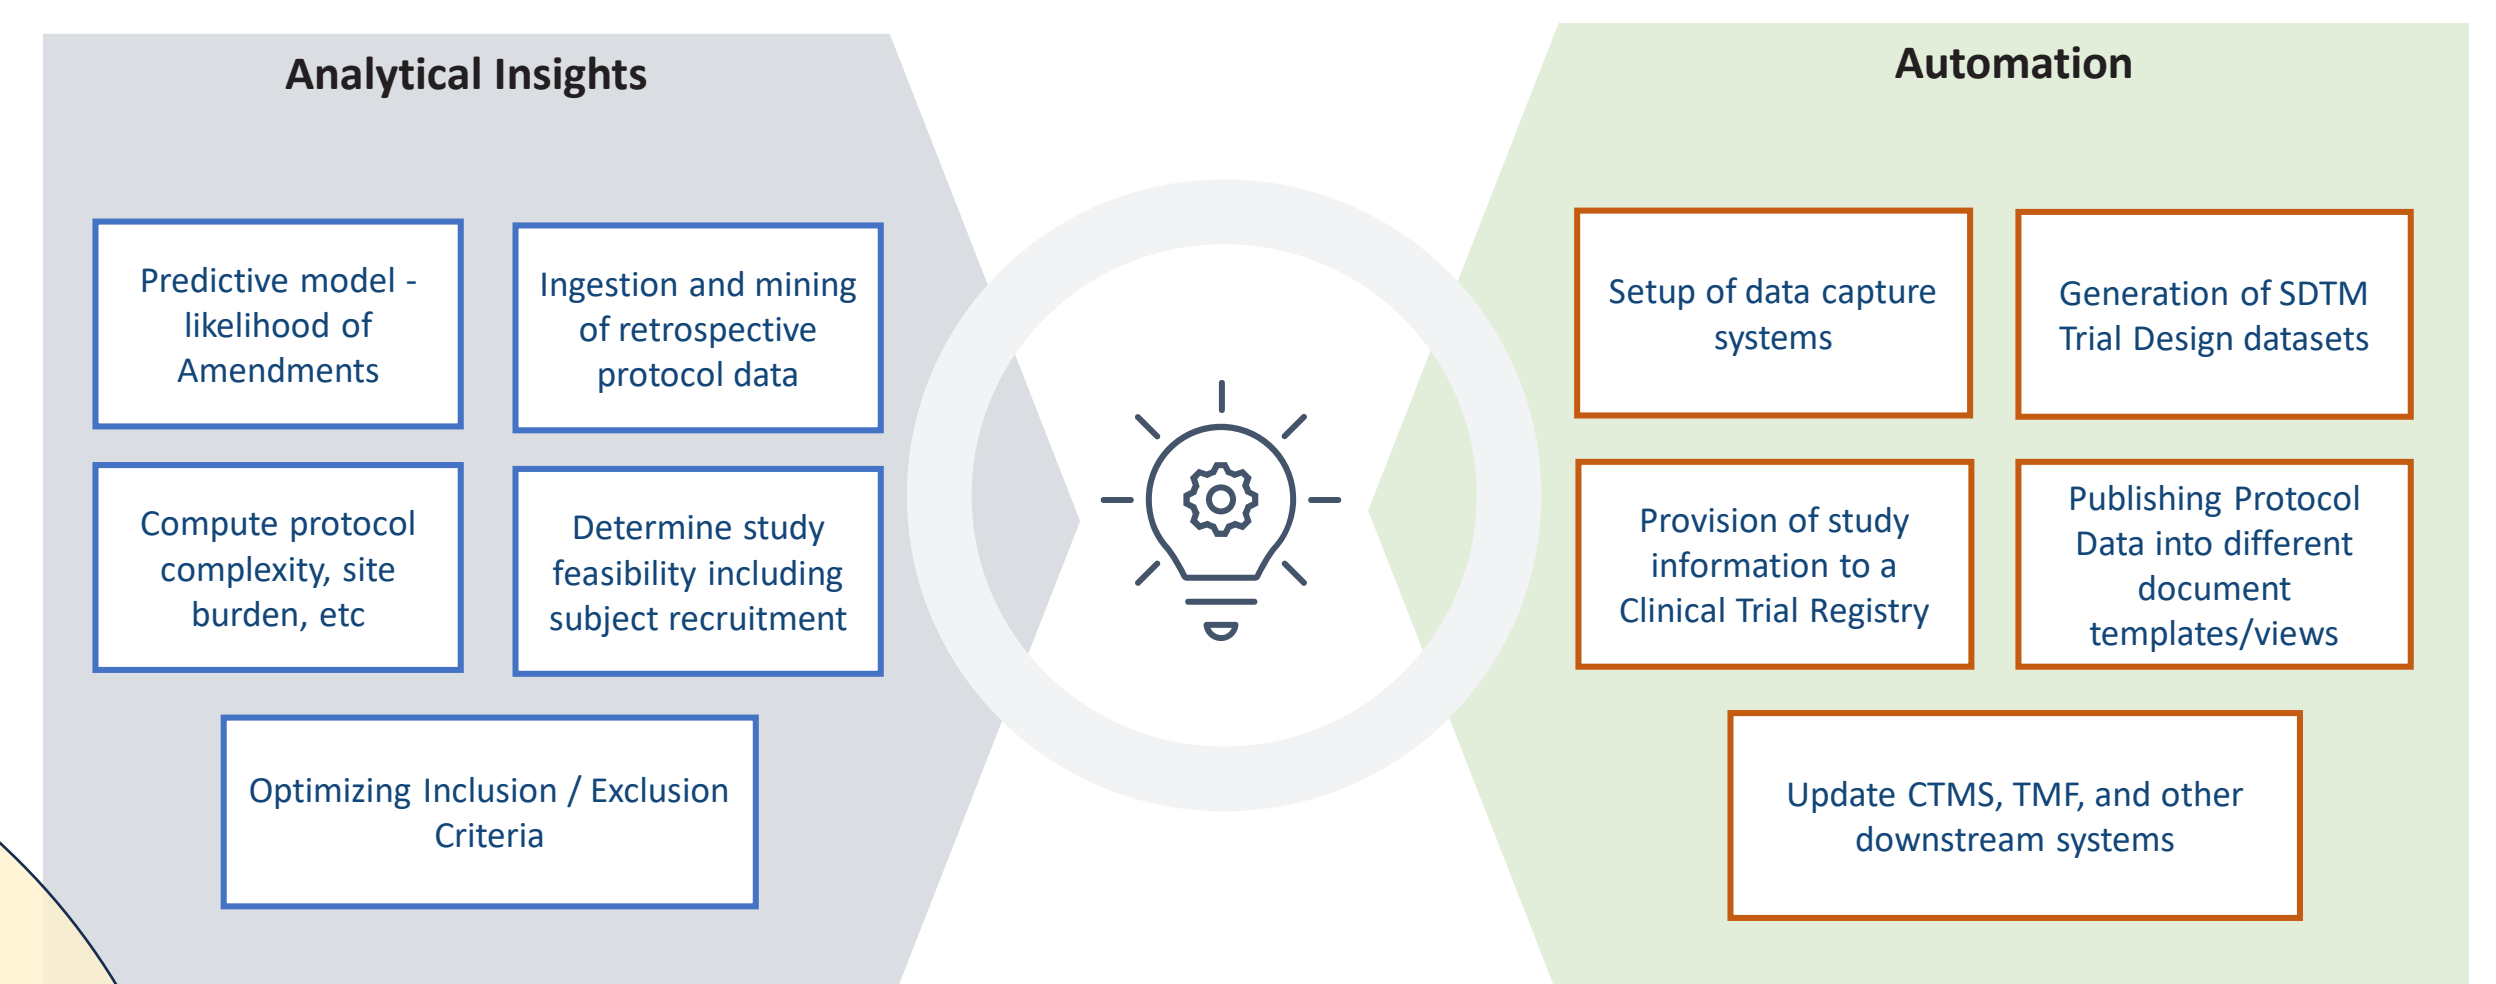 Analytical Insights
Predictive model -
likelihood of
Amendments
Ingestion and mining
of retrospective
protocol data
Compute protocol
complexity, site
burden, etc
Determine study
feasibility including
subject recruitment
Optimizing Inclusion / Exclusion
Criteria
Automation
Setup of data capture
systems
Generation of SDTM
Trial Design datasets
Provision of study
information to a
Clinical Trial Registry
Publishing Protocol
Data into different
document
templates/views
Update CTMS, TMF, and other
downstream systems